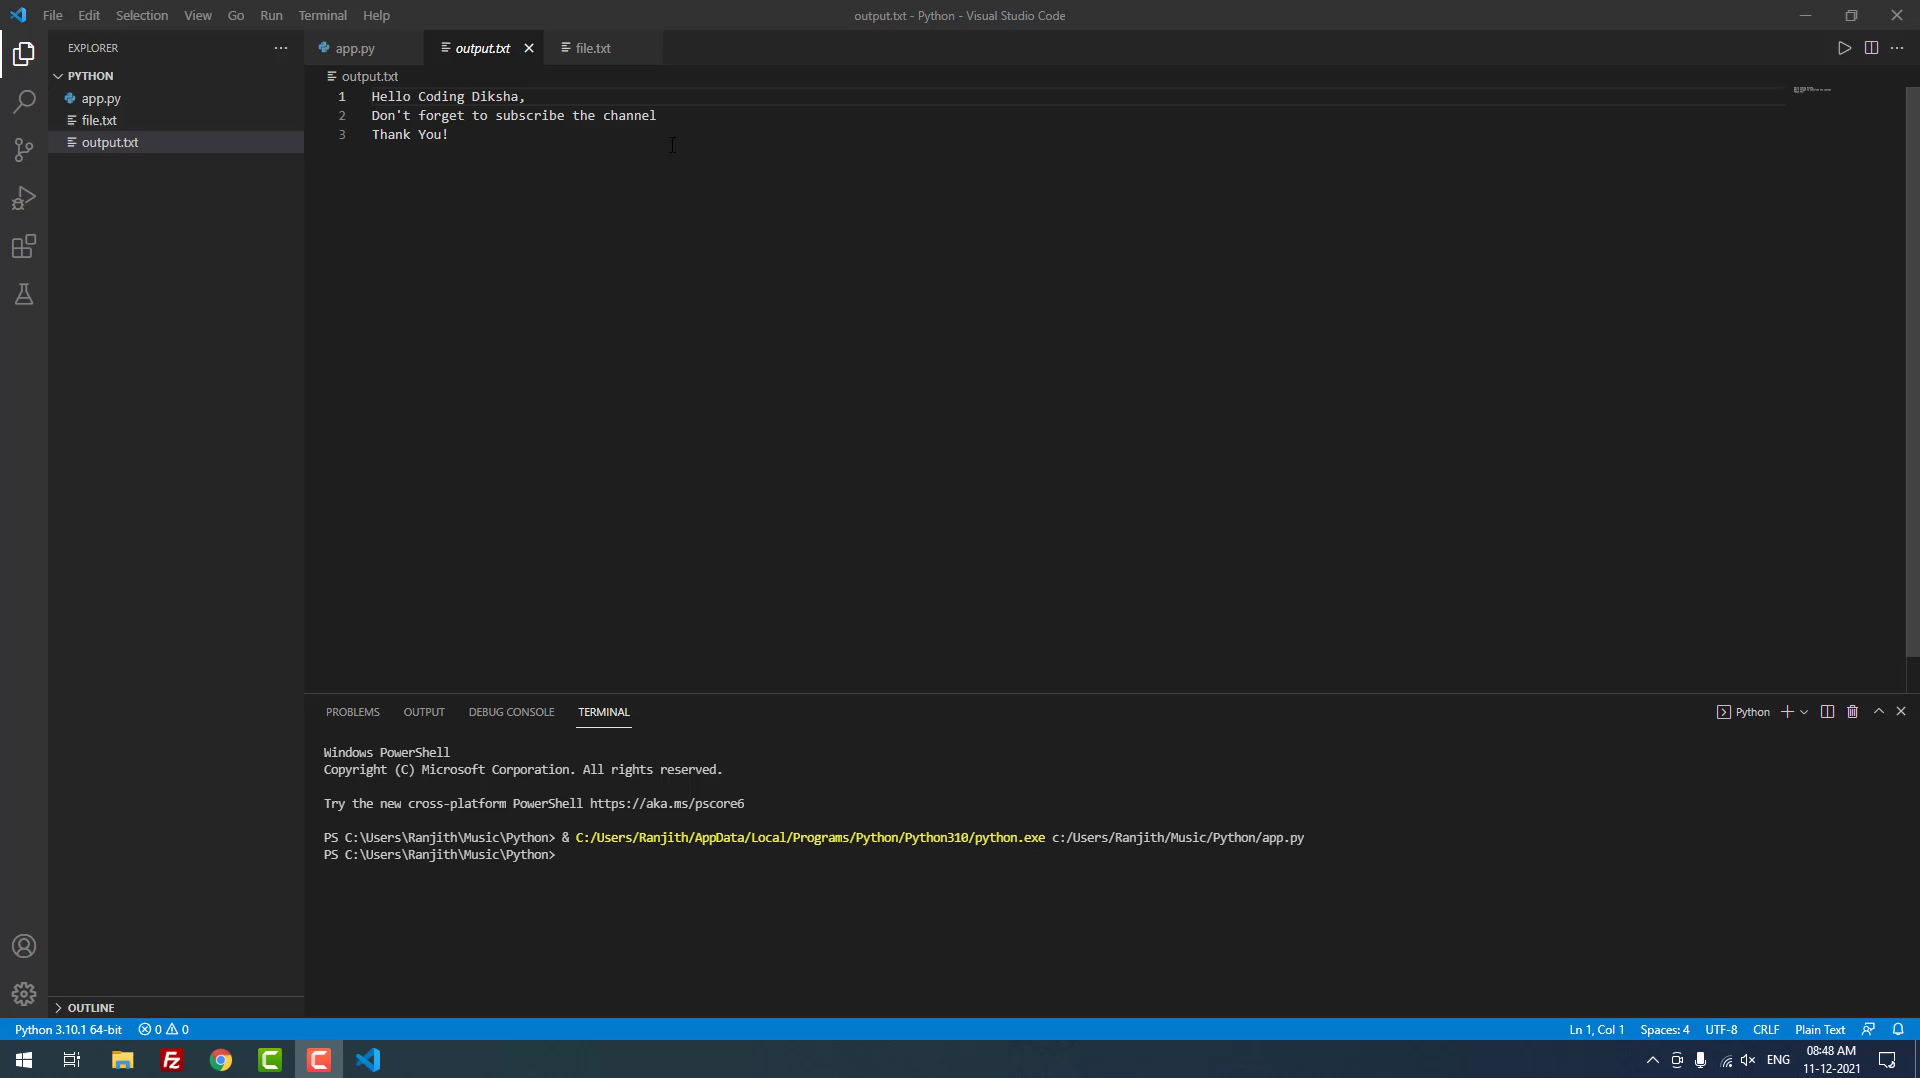 File Edit Selection View Go Run Terminal Help
output.txt - Python - Visual Studio Code
EXPLORER
PYTHON
app.py
file.txt
output.txt
OUTLINE
app.py
output.txt
file.txt
output.txt
1 Hello Coding Diksha,
2 Don't forget to subscribe the channel
3 Thank You!
PROBLEMS OUTPUT DEBUG CONSOLE TERMINAL
Python
Windows PowerShell
Copyright (C) Microsoft Corporation. All rights reserved.
Try the new cross-platform PowerShell https://aka.ms/pscore6
PS C:\Users\Ranjith\Music\Python> & C:/Users/Ranjith/AppData/Local/Programs/Python/Python310/python.exe c:/Users/Ranjith/Music/Python/app.py
PS C:\Users\Ranjith\Music\Python>
Python 3.10.1 64-bit 0 0
Ln 1, Col 1 Spaces: 4 UTF-8 CRLF Plain Text
Fz
C
C
ENG
08:48 AM
11-12-2021